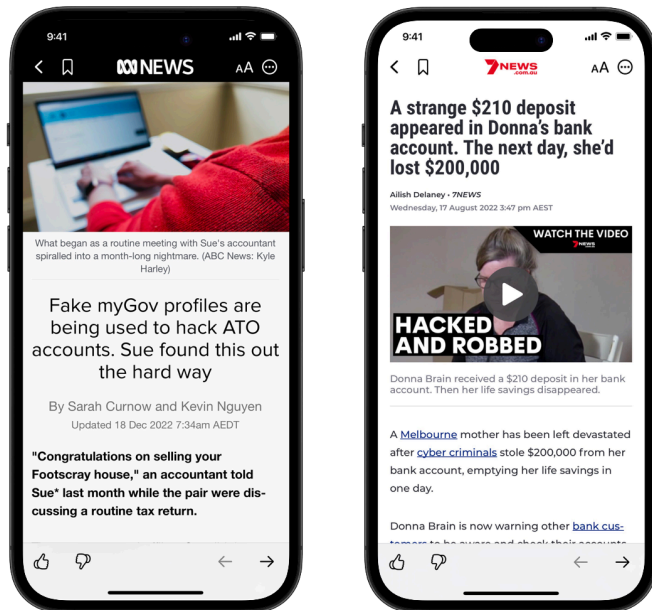 9:41
NEWS
AA
What began as a routine meeting with Sue's accountant
spiralled into a month-long nightmare. (ABC News: Kyle
Harley)
Fake myGov profiles are
being used to hack ATO
accounts. Sue found this out
the hard way
By Sarah Curnow and Kevin Nguyen
Updated 18 Dec 2022 7:34am AEDT
"Congratulations on selling your
Footscray house," an accountant told
Sue* last month while the pair were dis-
cussing a routine tax return.
9:41
7NEWS
.com.au
AA
A strange $210 deposit
appeared in Donna's bank
account. The next day, she'd
lost $200,000
Ailish Delaney • 7NEWS
Wednesday, 17 August 2022 3:47 pm AEST
WATCH THE VIDEO
7NEWS
HACKED
AND ROBBED
Donna Brain received a $210 deposit in her bank
account. Then her life savings disappeared.
A Melbourne mother has been left devastated
after cyber criminals stole $200,000 from her
bank account, emptying her life savings in
one day.
Donna Brain is now warning other bank cus-
tomers to be aware and check their accounts